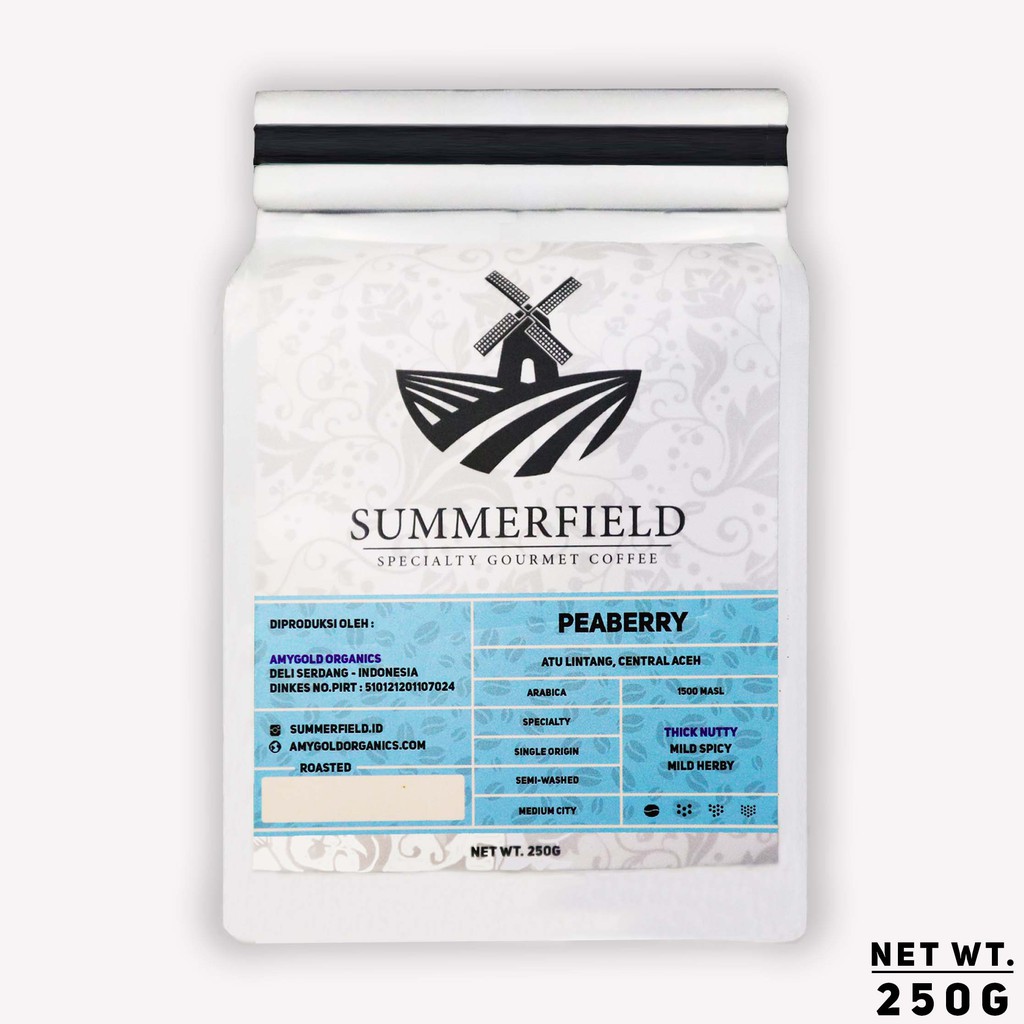 SUMMERFIELD
SPECIALTY GOURMET COFFEE
DIPRODUKSI OLEH :
AMYGOLD ORGANICS
DELI SERDANG - INDONESIA
DINKES NO.PIRT : 510121201107024
SUMMERFIELD.ID
AMYGOLDORGANICS.COM
ROASTED
PEABERRY
ATU LINTANG, CENTRAL ACEH
ARABICA
1500 MASL
SPECIALTY
SINGLE ORIGIN
SEMI-WASHED
MEDIUM CITY
THICK NUTTY
MILD SPICY
MILD HERBY
NET WT. 250G
NET WT.
250G